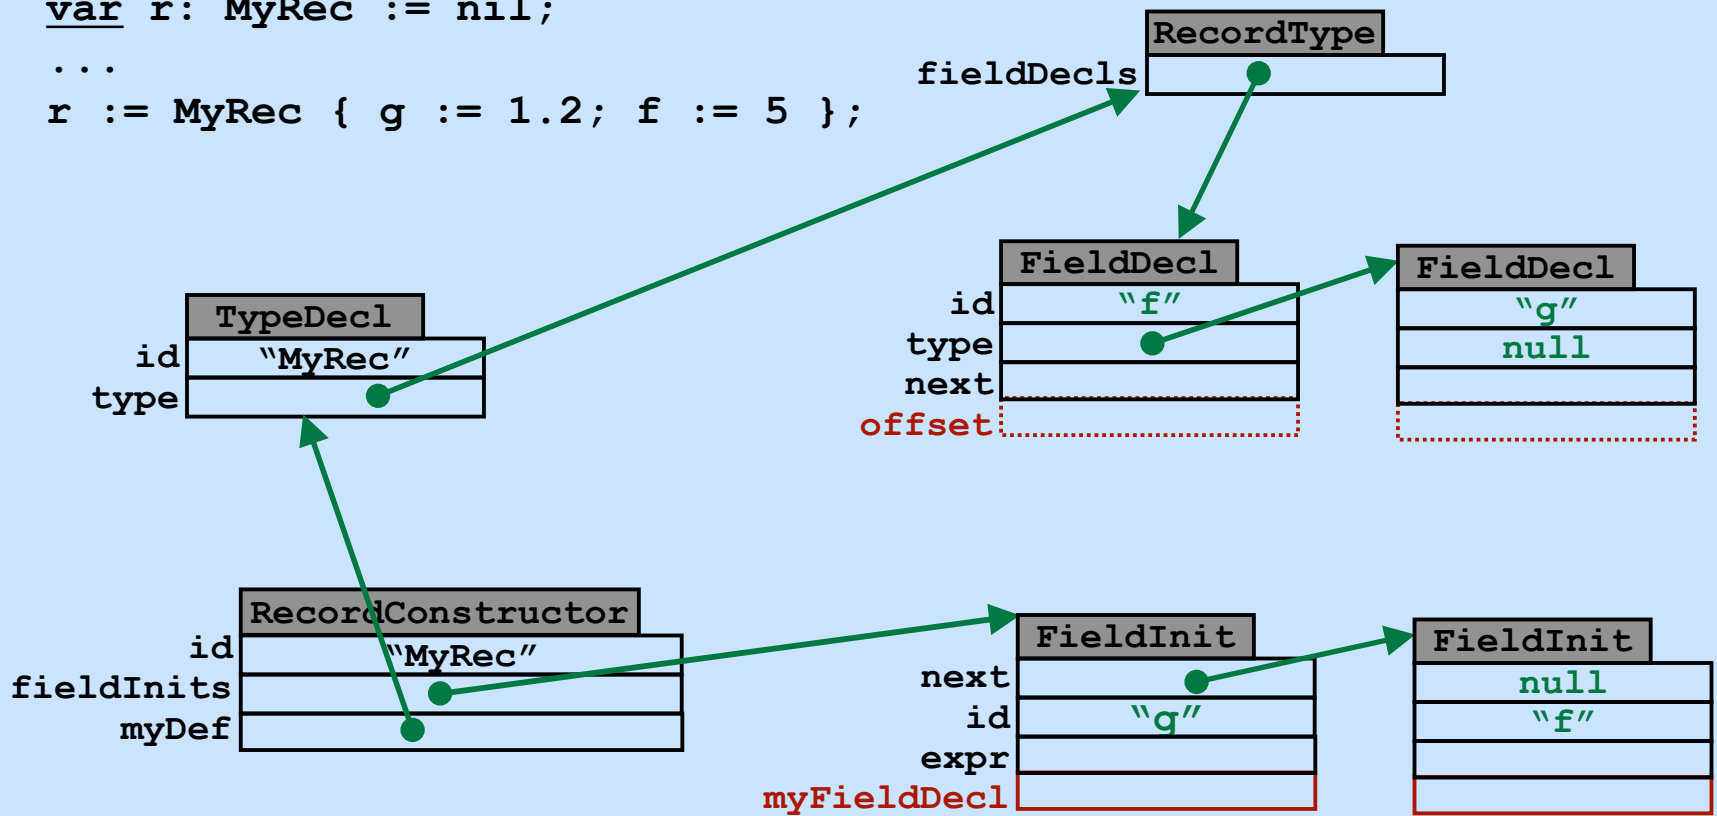 var r: MyRec := nil;
...
r := MyRec { g := 1.2; f := 5 };
RecordType
fieldDecls
FieldDecl
id “f”
type
next
offset
FieldDecl
“g”
null
TypeDecl
id “MyRec”
type
RecordConstructor
id “MyRec”
fieldInits
myDef
FieldInit
next
id “g”
expr
myFieldDecl
FieldInit
null
“f”